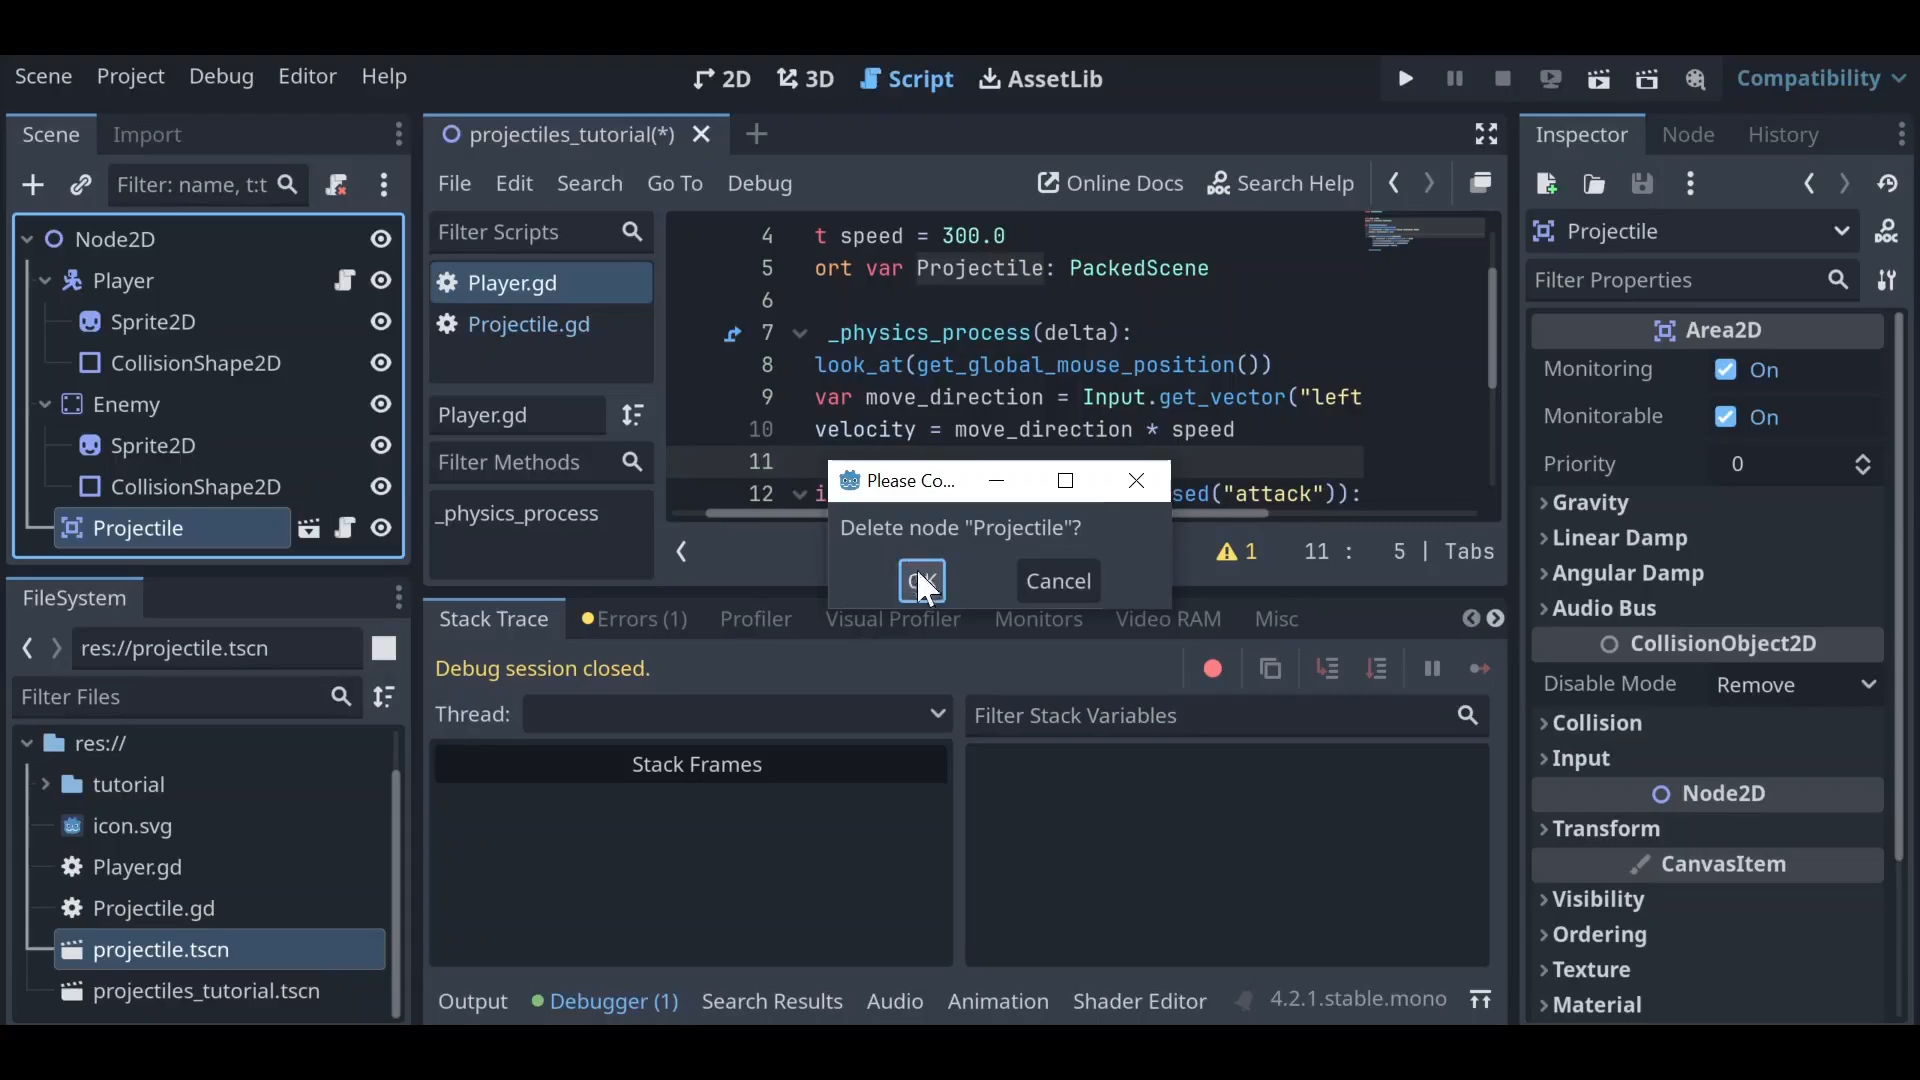 Scene Project Debug Editor Help
2D 3D Script AssetLib
Compatibility
Scene Import
Filter: name, t:t
Node2D
Player
Sprite2D
CollisionShape2D
Enemy
Sprite2D
CollisionShape2D
Projectile
FileSystem
res://projectile.tscn
Filter Files
res://
tutorial
icon.svg
Player.gd
Projectile.gd
projectile.tscn
projectiles_tutorial.tscn
projectiles_tutorial(*)
File Edit Search Go To Debug
Online Docs Search Help
Filter Scripts
Player.gd
Projectile.gd
Player.gd
Filter Methods
_physics_process
4 t speed = 300.0
5 ort var Projectile: PackedScene
6
7 _physics_process(delta):
8 look_at(get_global_mouse_position())
9 var move_direction = Input.get_vector("left
10 velocity = move_direction * speed
11
12 i sed("attack")):
1 11 : 5 | Tabs
Please Co...
Delete node "Projectile"?
Cancel
Stack Trace Errors (1) Profiler Visual Profiler Monitors Video RAM Misc
Debug session closed.
Thread:
Filter Stack Variables
Stack Frames
Output Debugger (1) Search Results Audio Animation Shader Editor 4.2.1.stable.mono
Inspector Node History
DOC
Projectile
DOC
Filter Properties
Area2D
Monitoring On
Monitorable On
Priority 0
Gravity
Linear Damp
Angular Damp
Audio Bus
CollisionObject2D
Disable Mode Remove
Collision
Input
Node2D
Transform
CanvasItem
Visibility
Ordering
Texture
Material